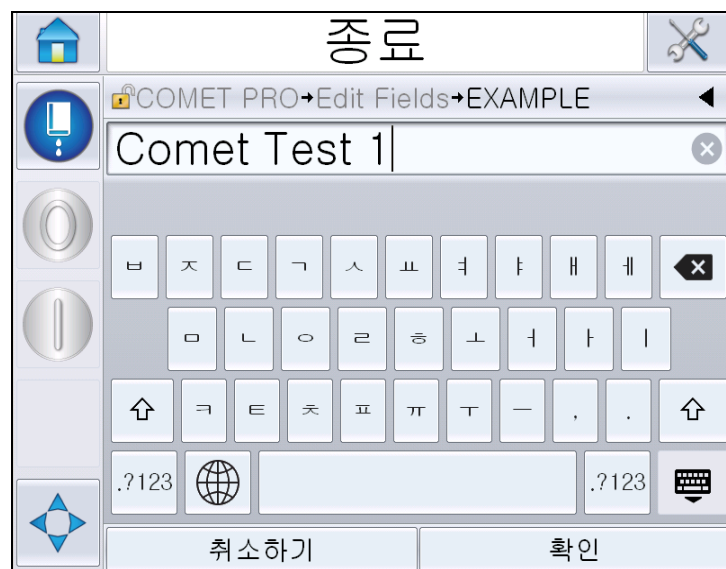 종료
COMET PRO→Edit Fields→EXAMPLE
Comet Test 1
ㅂ ㅈ ㄷ ㄱ ㅅ ㅛ ㅕ ㅑ ㅐ ㅔ
ㅁ ㄴ ㅇ ㄹ ㅎ ㅗ ㅓ ㅏ ㅣ
ㅋ ㅌ ㅊ ㅍ ㅠ ㅜ ㅡ , .
.?123 .?123
취소하기 확인